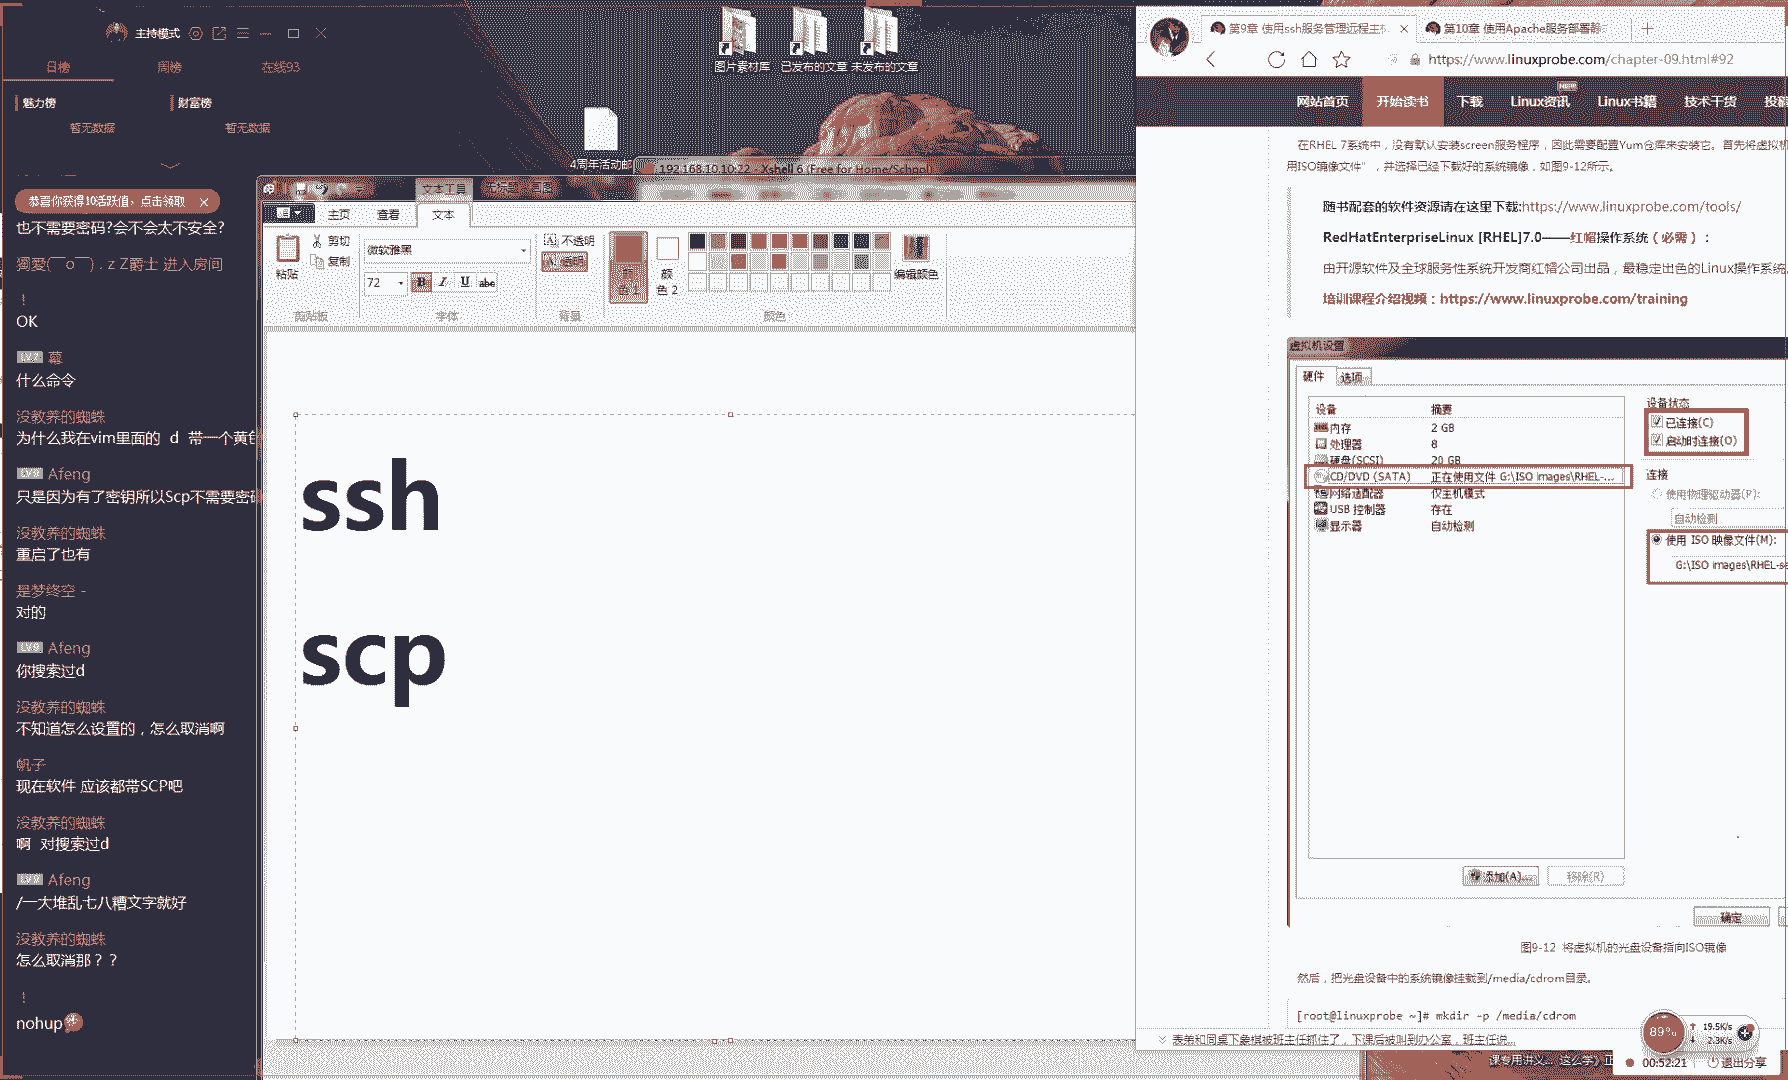 主持模式
日榜 周榜 在线93
魅力榜 财富榜
暂无数据 暂无数据
恭喜你获得10活跃值，点击领取
也不需要密码?会不会太不安全?
进入房间
!
OK
LV.7 幕
什么命令
没教养的蜘蛛
为什么我在vim里面的 d 带一个黄
LV.9 Afeng
只是因为有了密钥所以Scp不需要密
没教养的蜘蛛
重启了也有
是梦终空 -
对的
LV.9 Afeng
你搜索过d
没教养的蜘蛛
不知道怎么设置的，怎么取消啊
帆子
现在软件 应该都带SCP吧
没教养的蜘蛛
啊 对搜索过d
LV.9 Afeng
/一大堆乱七八糟文字就好
没教养的蜘蛛
怎么取消那？？
!
nohup
图片素材库 已发布的文章 未发布的文章
4周年活动邮
192.168.10.10:22 - Xshell 6 (Free for Home/School)
文本工具
主页 查看 文本
粘贴 剪切 复制
剪贴板
微软雅黑
72 B I U abc
字体
不透明
透明
背景
颜色 1
颜色 2
编辑颜色
颜色
ssh
scp
第9章 使用ssh服务管理远程主
第10章 使用Apache服务部署静
https://www.linuxprobe.com/chapter-09.html#92
网站首页 开始读书 下载 Linux资讯 Linux书籍 技术干货 投稿
在RHEL 7系统中，没有默认安装screen服务程序，因此需要配置Yum仓库来安装它。首先将虚拟机
用ISO镜像文件”，并选择已经下载好的系统镜像，如图9-12所示。
随书配套的软件资源请在这里下载:https://www.linuxprobe.com/tools/
RedHatEnterpriseLinux [RHEL]7.0——红帽操作系统（必需）：
由开源软件及全球服务性系统开发商红帽公司出品，最稳定出色的Linux操作系统
培训课程介绍视频：https://www.linuxprobe.com/training
虚拟机设置
硬件 选项
设备 摘要
内存 2 GB
处理器 8
硬盘(SCSI) 20 GB
CD/DVD (SATA) 正在使用文件 G:\ISO images\RHEL-...
网络适配器 仅主机模式
USB 控制器 存在
显示器 自动检测
设备状态
已连接(C)
启动时连接(O)
连接
使用物理驱动器(P):
自动检测
使用 ISO 映像文件(M):
G:\ISO images\RHEL-se
添加(A)... 移除(R)
确定
图9-12 将虚拟机的光盘设备指向ISO镜像
然后，把光盘设备中的系统镜像挂载到/media/cdrom目录。
[root@linuxprobe ~]# mkdir -p /media/cdrom
表弟和同桌下象棋被班主任抓住了，下课后被叫到办公室，班主任说...
89%
19.5K/s
2.3K/s
00:52:21 退出分享